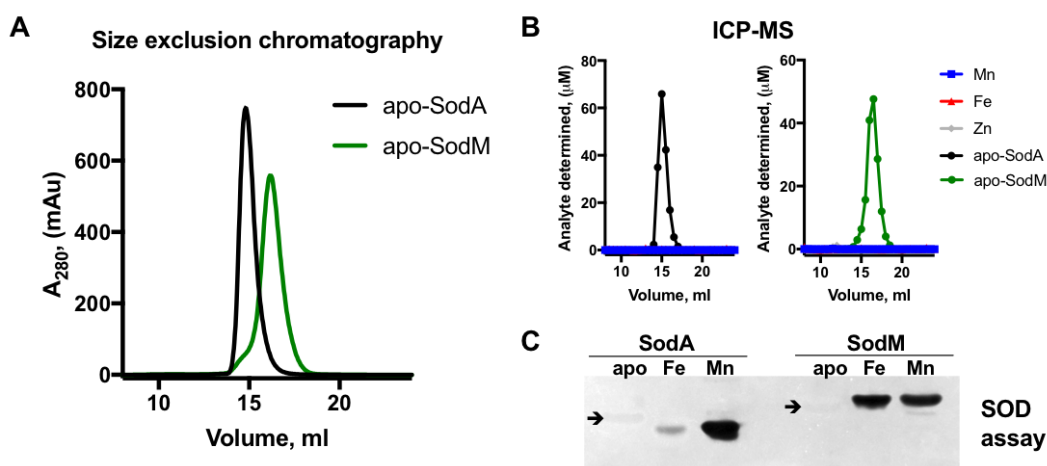 A
Size exclusion chromatography
800
600
400
200
0
10
15
20
A280, (mAu)
Volume, ml
apo-SodA
apo-SodM
B
ICP-MS
80
60
40
20
0
10
15
20
Analyte determined, (µM)
Volume, ml
60
40
20
0
10
15
20
Analyte determined, (µM)
Volume, ml
Mn
Fe
Zn
apo-SodA
apo-SodM
C
SodA SodM
apo Fe Mn apo Fe Mn
SOD
assay